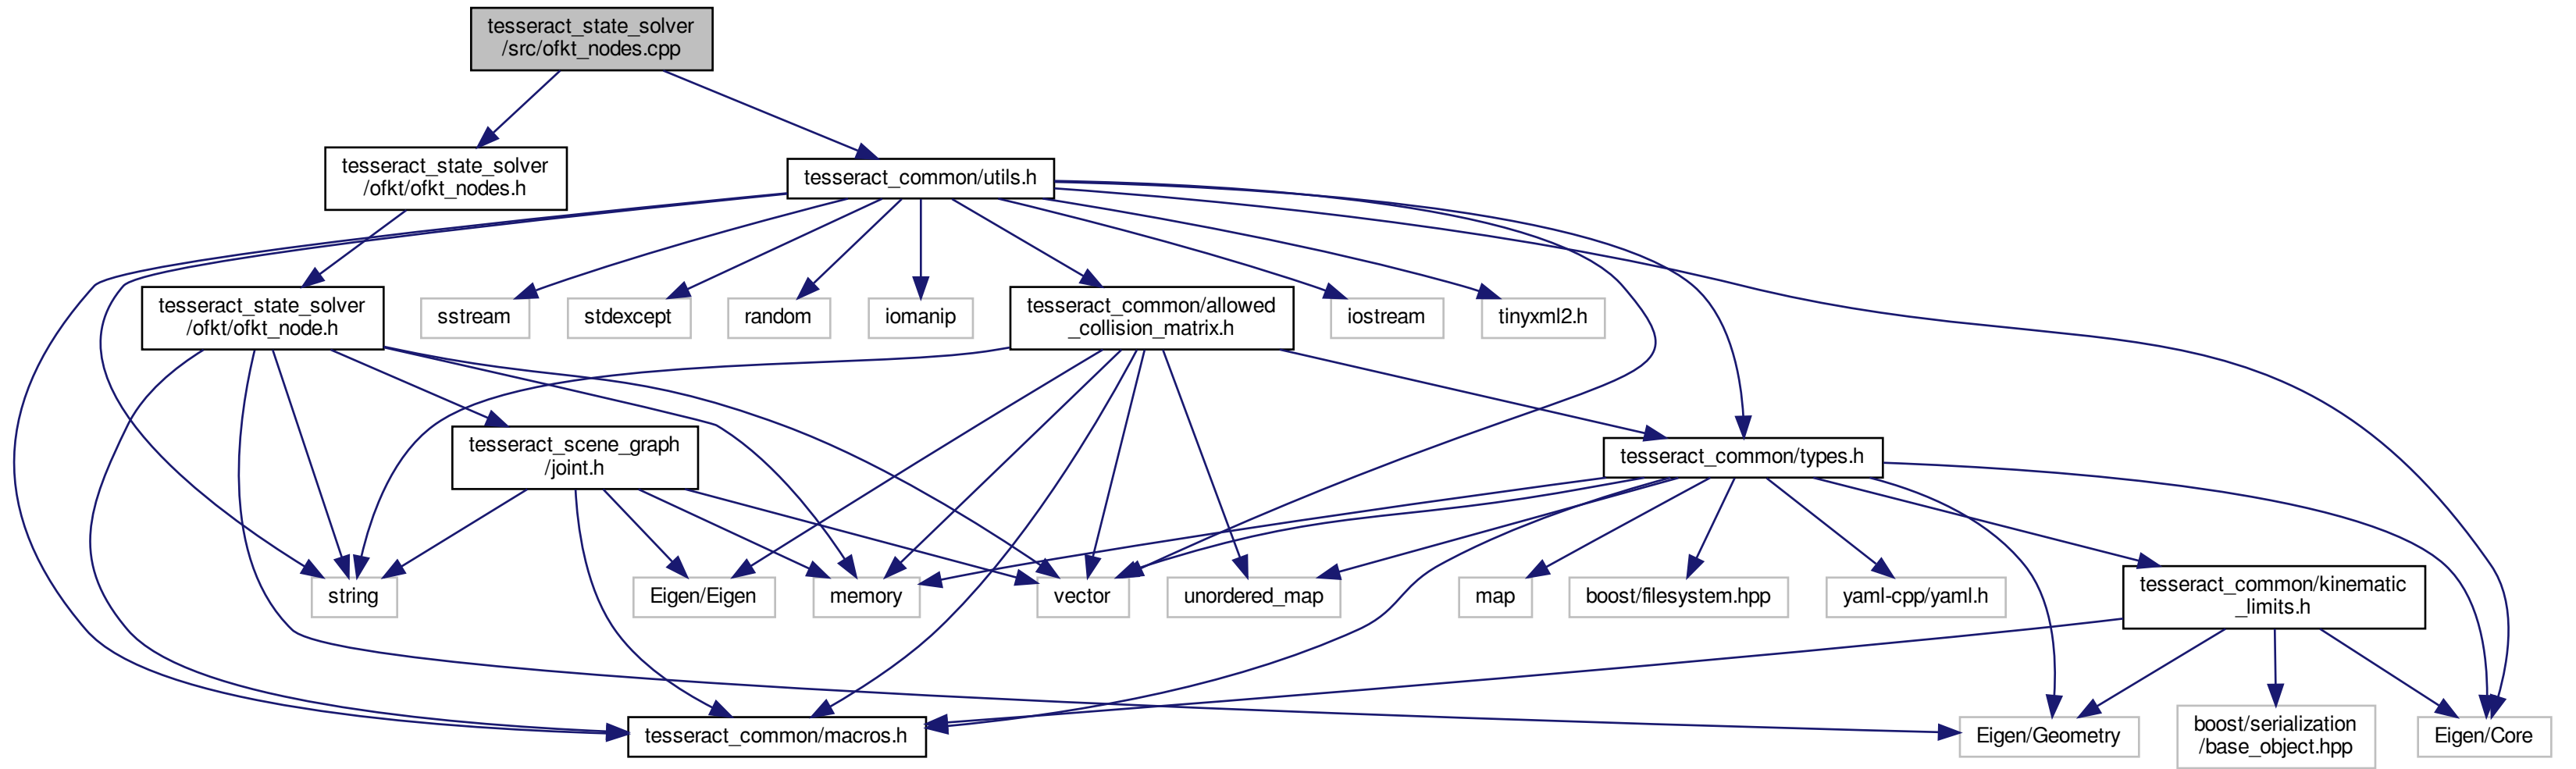 tesseract_state_solver
/src/ofkt_nodes.cpp
tesseract_state_solver
/ofkt/ofkt_nodes.h
tesseract_common/utils.h
tesseract_state_solver
/ofkt/ofkt_node.h
sstream
stdexcept
random
iomanip
tesseract_common/allowed
_collision_matrix.h
iostream
tinyxml2.h
tesseract_scene_graph
/joint.h
tesseract_common/types.h
string
Eigen/Eigen
memory
vector
unordered_map
map
boost/filesystem.hpp
yaml-cpp/yaml.h
tesseract_common/kinematic
_limits.h
tesseract_common/macros.h
Eigen/Geometry
boost/serialization
/base_object.hpp
Eigen/Core